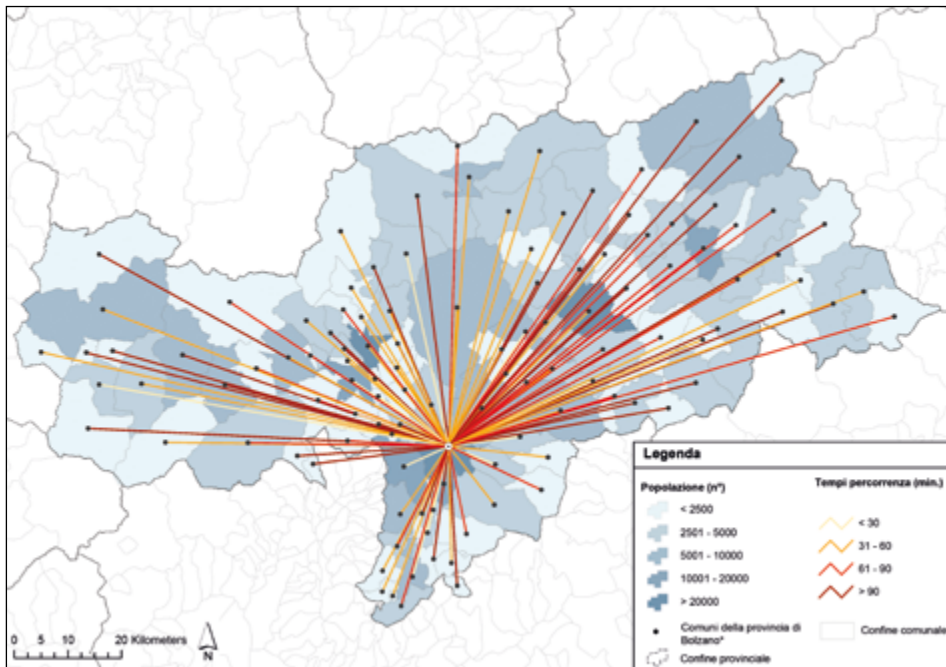 Legenda
Popolazione (n°)
< 2500
2501 - 5000
5001 - 10000
10001 - 20000
> 20000
Comuni della provincia di
Bolzano*
Confine provinciale
Tempi percorrenza (min.)
< 30
31 - 60
61 - 90
> 90
Confine comunale
0 5 10 20 Kilometers
N